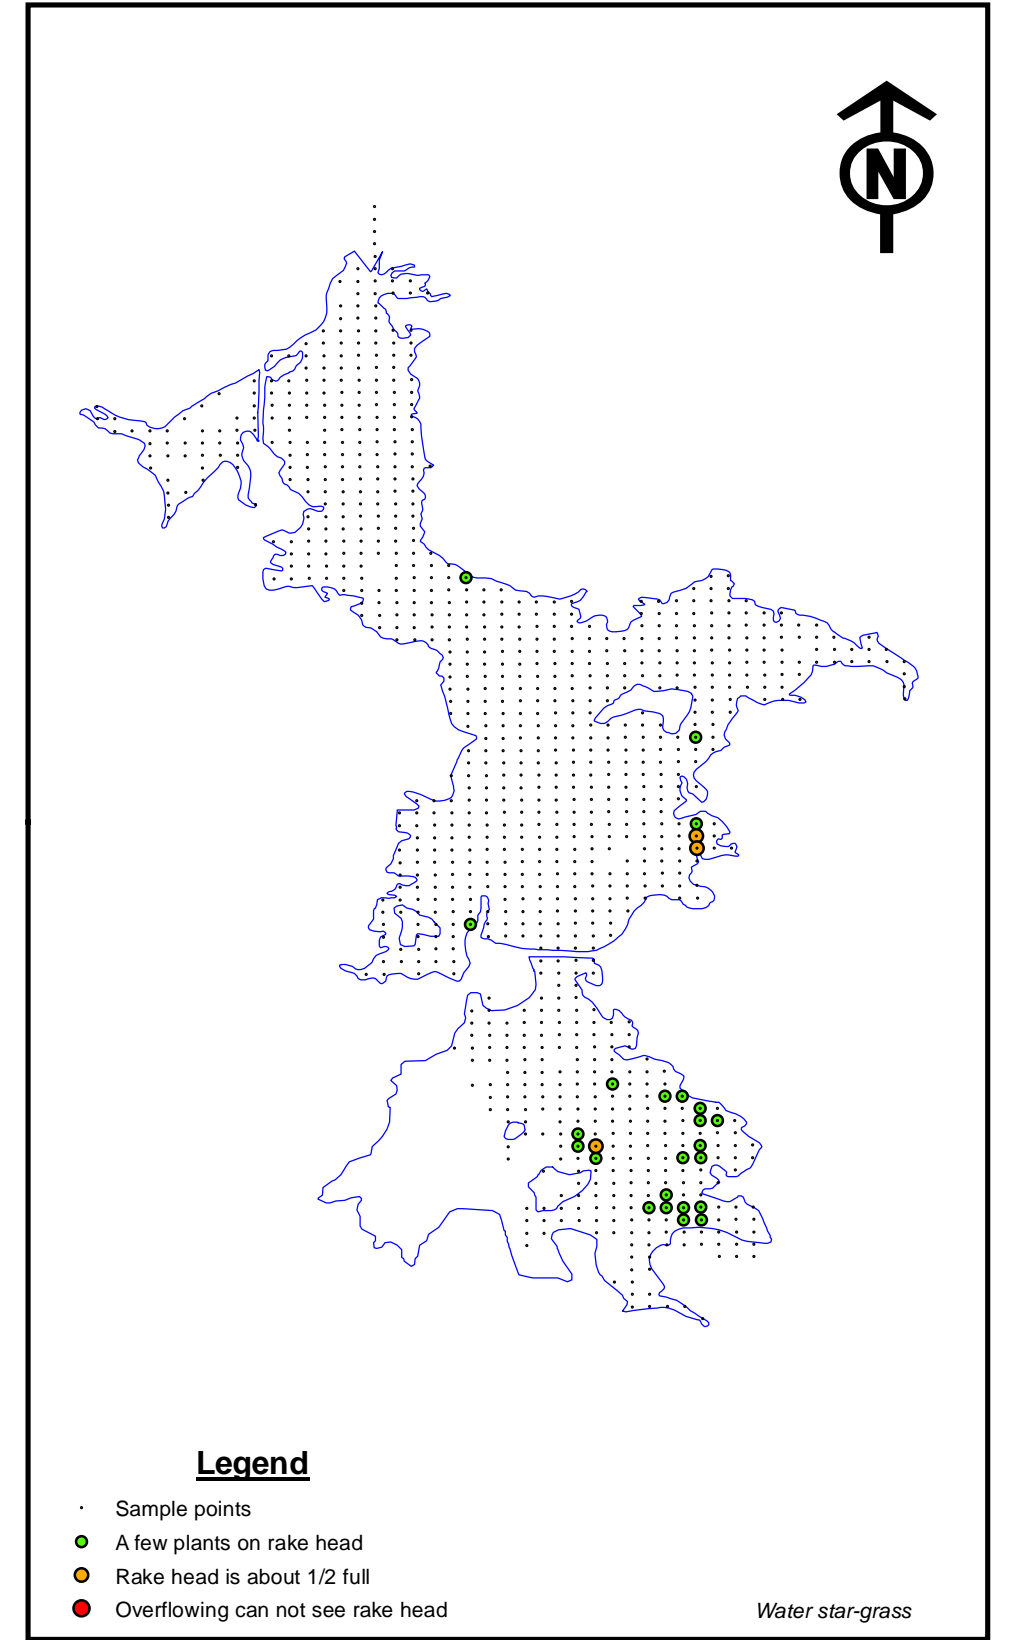 N
Legend
Sample points
A few plants on rake head
Rake head is about 1/2 full
Overflowing can not see rake head
Water star-grass